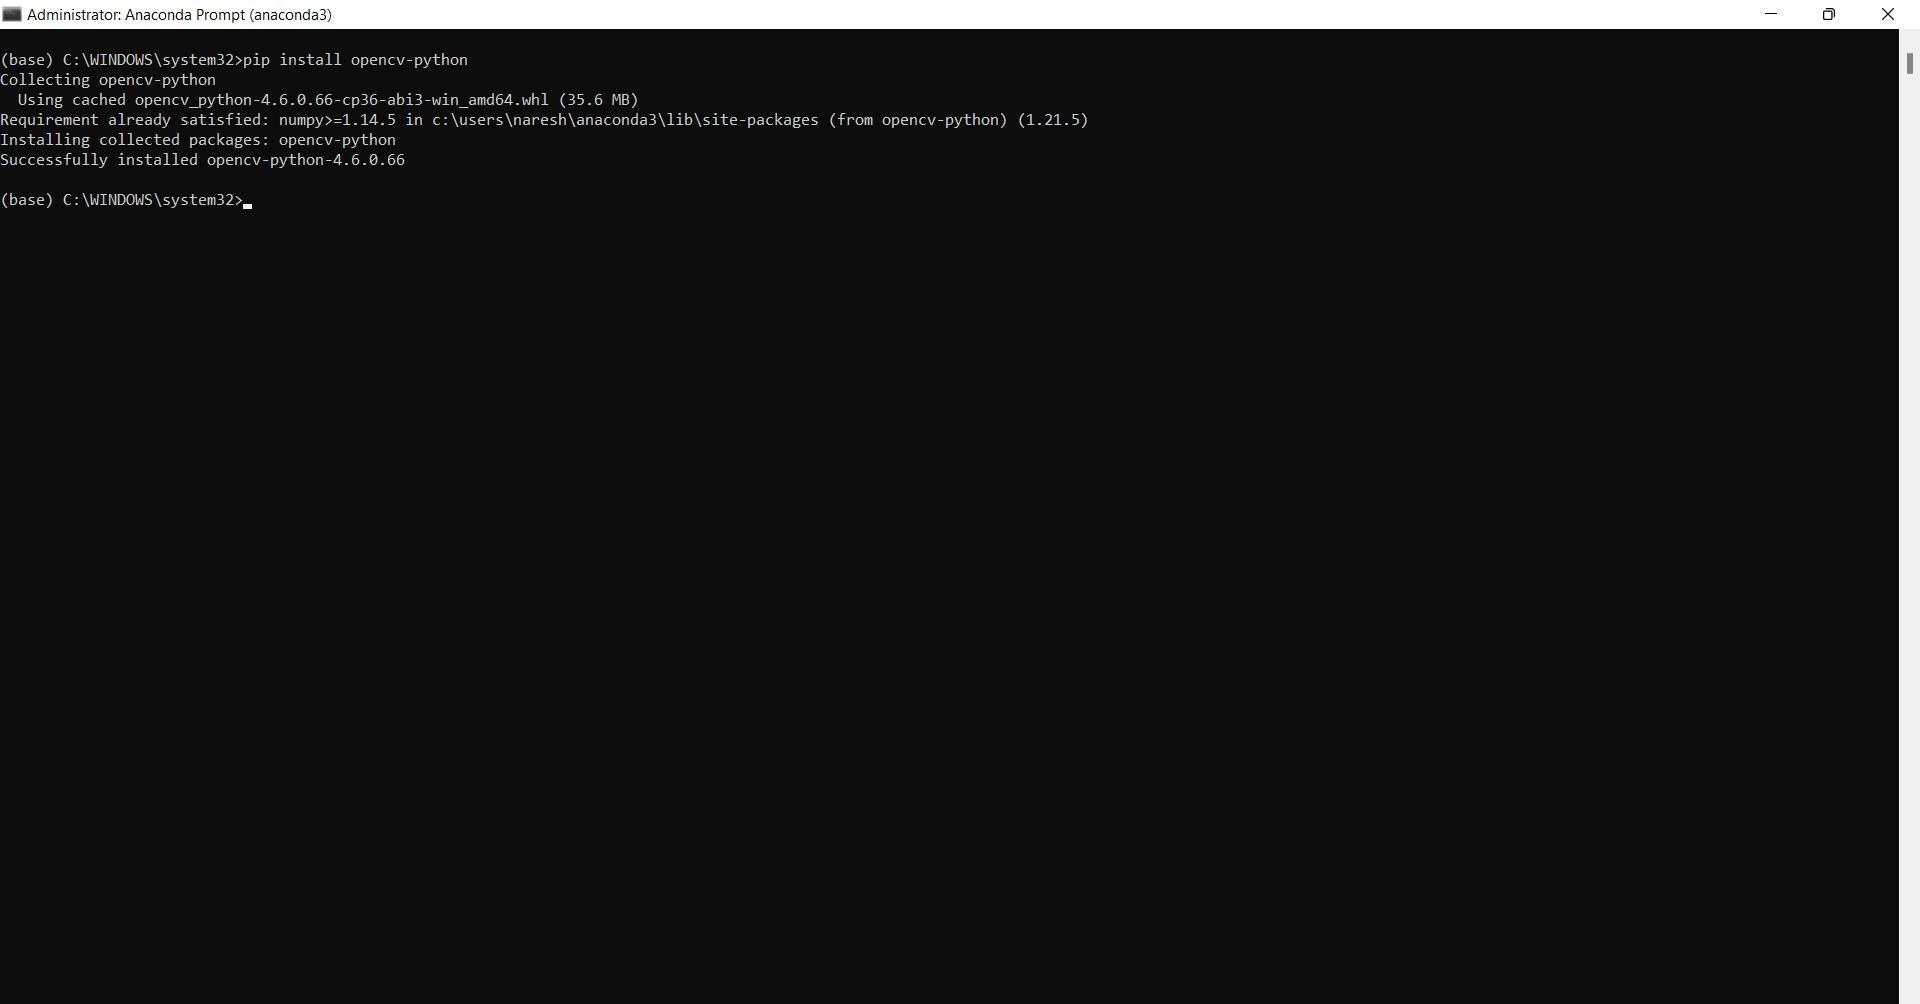 Administrator: Anaconda Prompt (anaconda3)
(base) C:\WINDOWS\system32>pip install opencv-python
Collecting opencv-python
  Using cached opencv_python-4.6.0.66-cp36-abi3-win_amd64.whl (35.6 MB)
Requirement already satisfied: numpy>=1.14.5 in c:\users\naresh\anaconda3\lib\site-packages (from opencv-python) (1.21.5)
Installing collected packages: opencv-python
Successfully installed opencv-python-4.6.0.66
(base) C:\WINDOWS\system32>